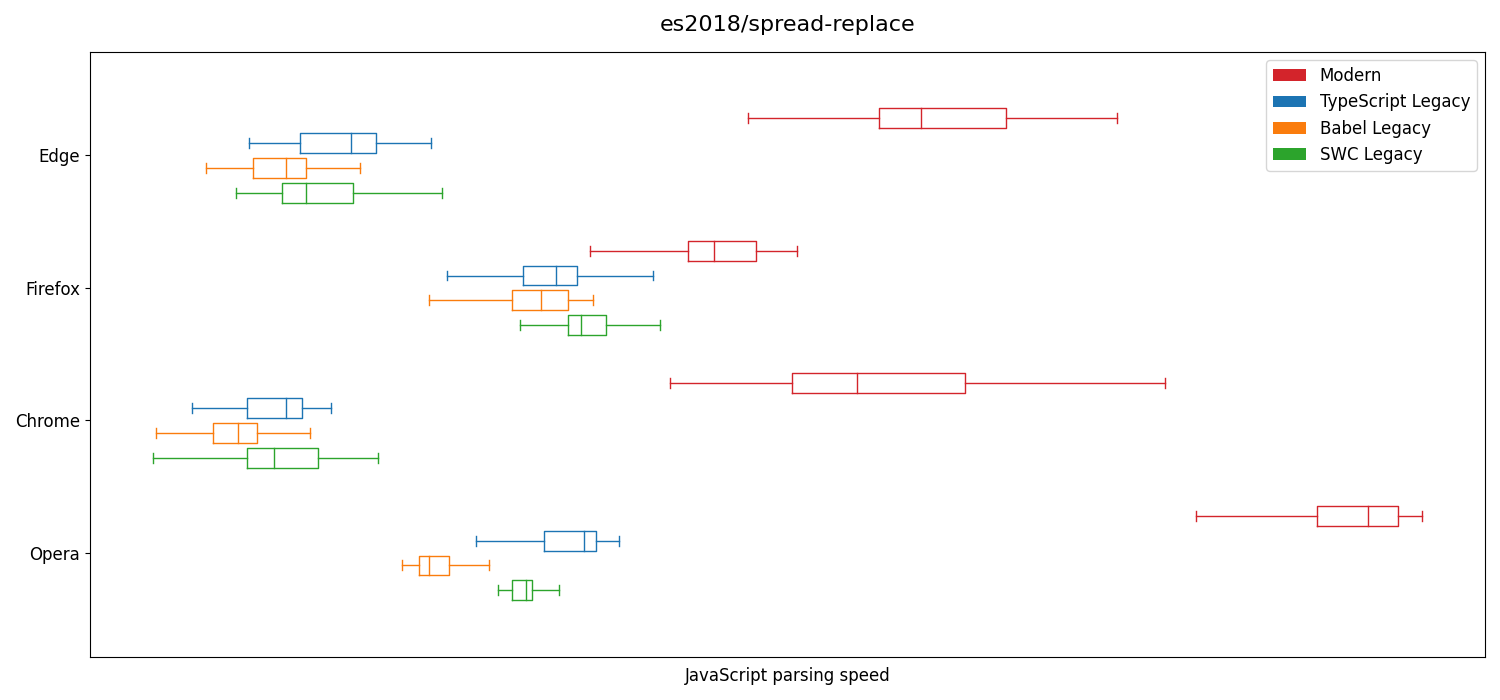 es2018/spread-replace
Modern
TypeScript Legacy
Babel Legacy
SWC Legacy
Edge
Firefox
Chrome
Opera
JavaScript parsing speed